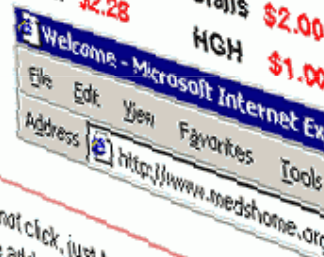 $2.28
$2.00
HGH $1.00
Welcome - Microsoft Internet Ex
File Edit View Favorites Tools
Address http://www.medshome.org
not click, just